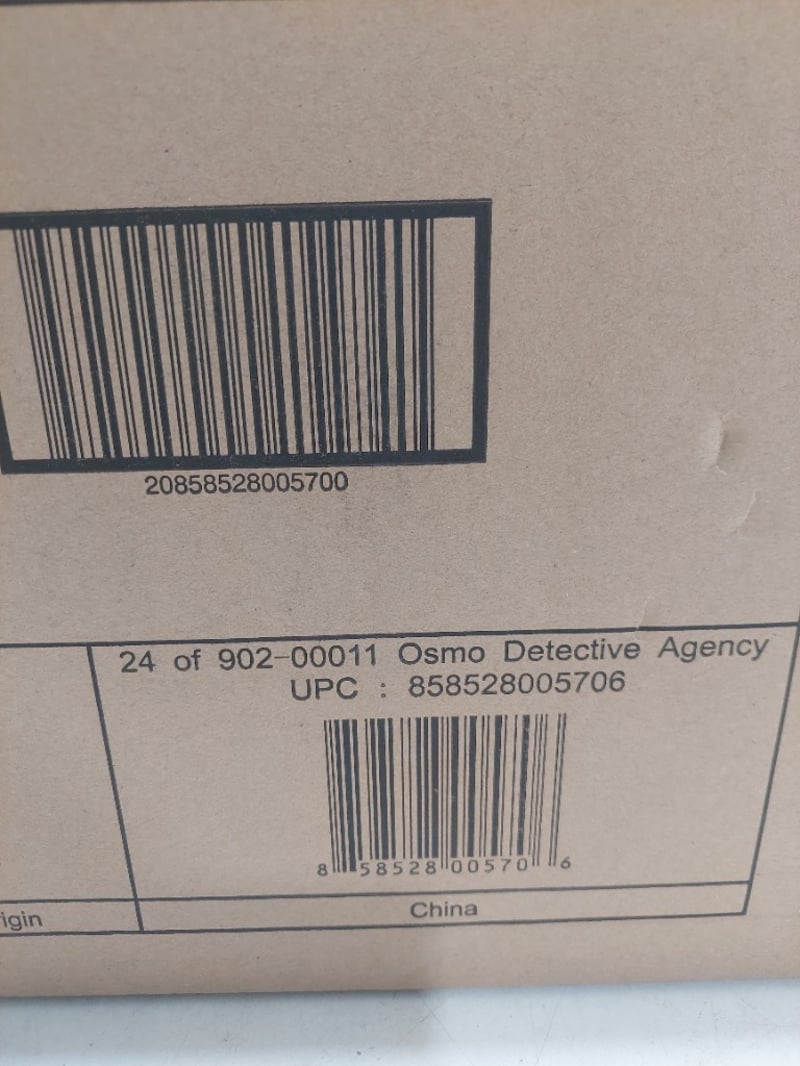 20858528005700
24 of 902-00011 Osmo Detective Agency
UPC : 858528005706
8 58528 00570 6
igin China